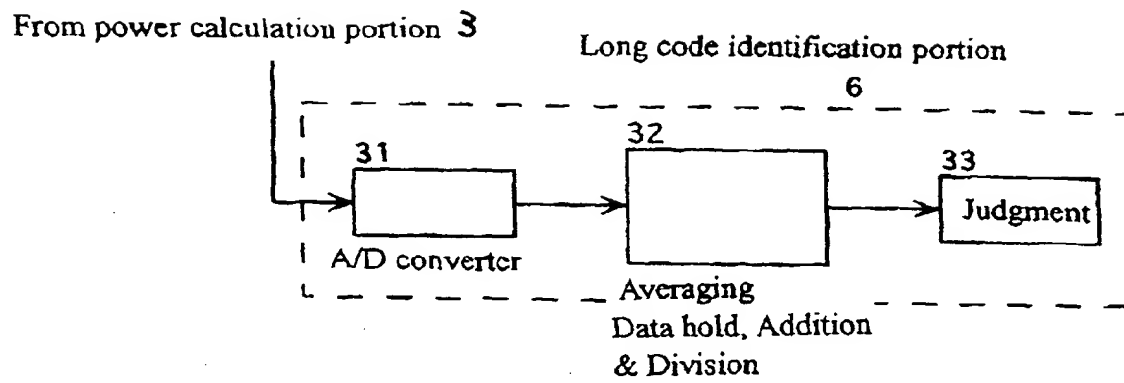 From power calculation portion 3
Long code identification portion
6
31
32
33
Judgment
A/D converter
Averaging
Data hold, Addition
& Division